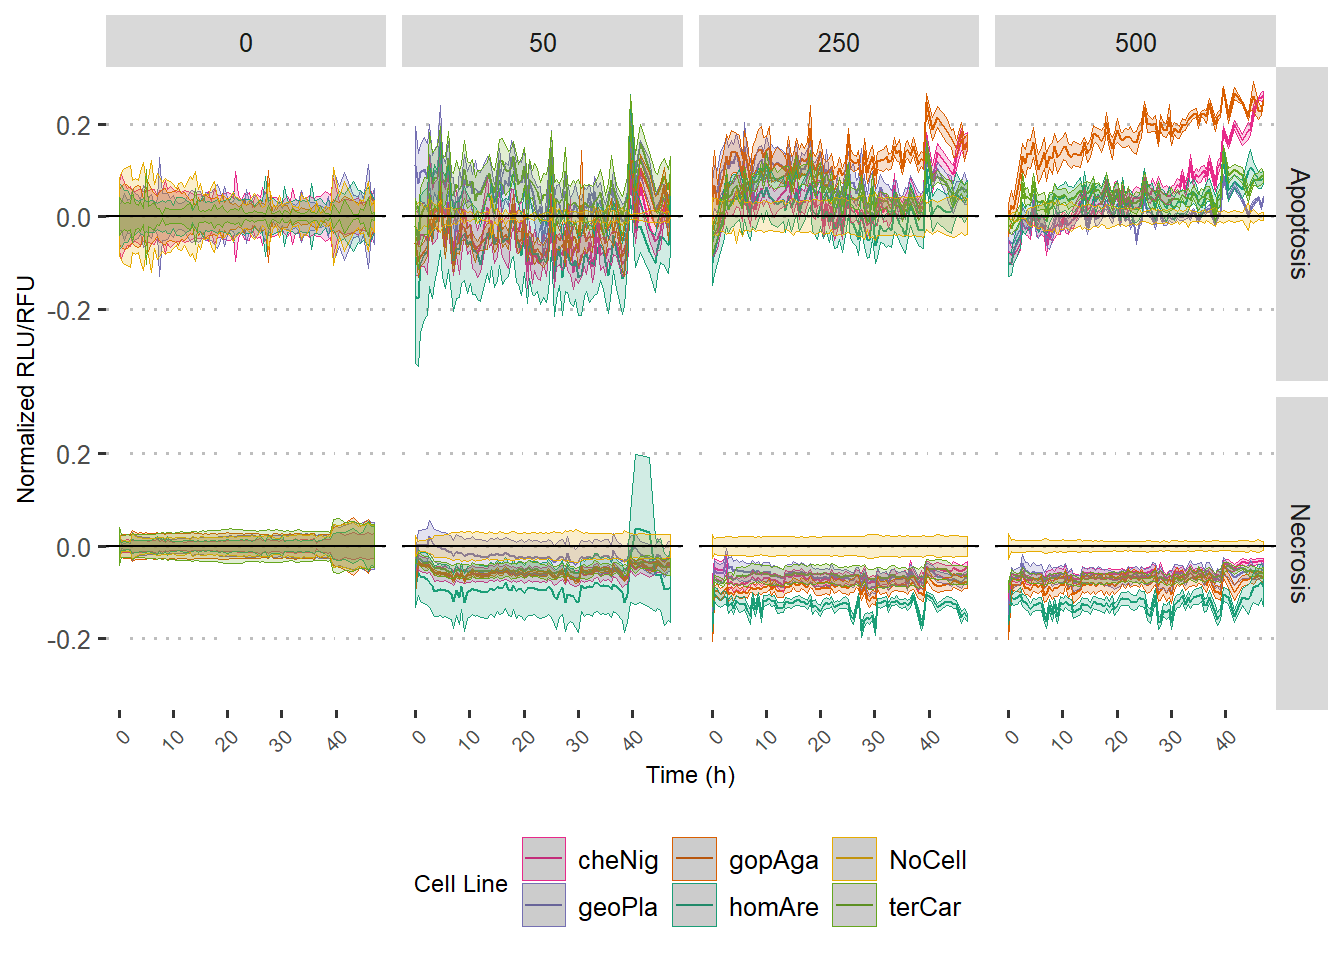 0 50 250 500
Normalized RLU/RFU
0.2
0.0
-0.2
Apoptosis
0.2
0.0
-0.2
Necrosis
0 10 20 30 40 0 10 20 30 40 0 10 20 30 40 0 10 20 30 40
Time (h)
Cell Line
cheNig gopAga NoCell
geoPla homAre terCar